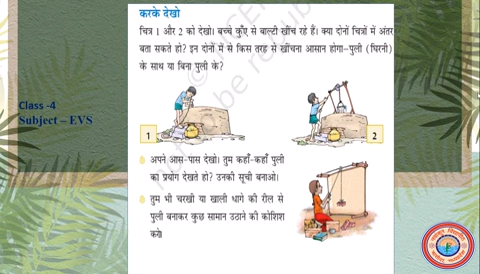 करके देखो
चित्र 1 और 2 को देखो। बच्चे कुँए से बाल्टी खींच रहे हैं। क्या दोनों चित्रों में अंतर
बता सकते हो? इन दोनों में से किस तरह से खींचना आसान होगा–पुली (घिरनी)
के साथ या बिना पुली के?
Class -4
Subject – EVS
1
2
अपने आस-पास देखो। तुम कहाँ-कहाँ पुली
का प्रयोग देखते हो? उनकी सूची बनाओ।
तुम भी चरखी या खाली धागे की रील से
पुली बनाकर कुछ सामान उठाने की कोशिश
करो